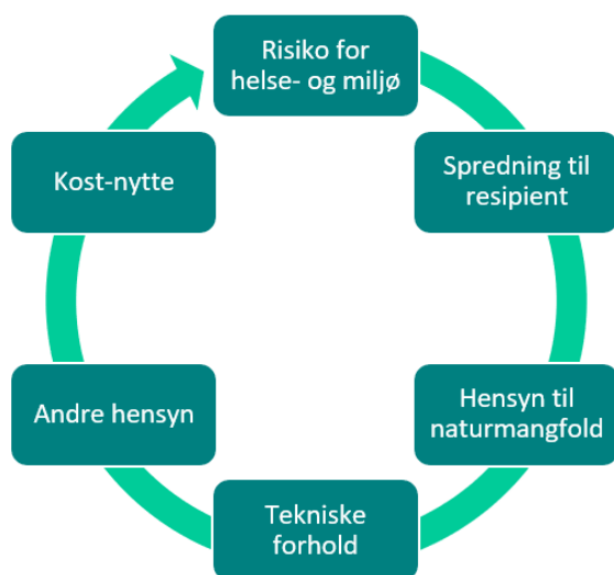 Risiko for
helse- og miljø
Spredning til
resipient
Hensyn til
naturmangfold
Tekniske
forhold
Andre hensyn
Kost-nytte